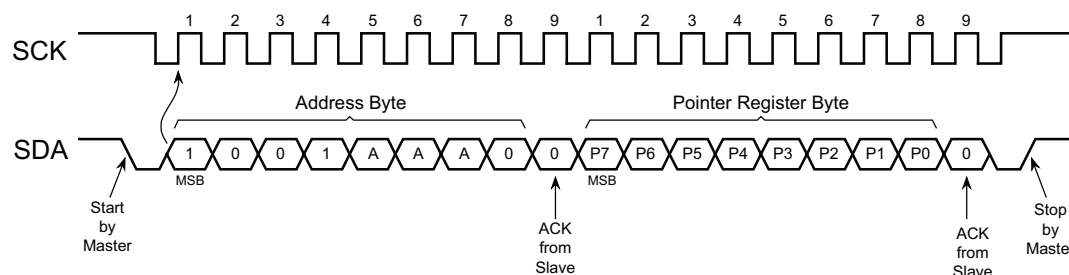 1 2 3 4 5 6 7 8 9 1 2 3 4 5 6 7 8 9
SCK
Address Byte Pointer Register Byte
SDA
1 0 0 1 A A A 0 0 P7 P6 P5 P4 P3 P2 P1 P0 0
MSB MSB
Start
by
Master
ACK
from
Slave
ACK
from
Slave
Stop
by
Maste